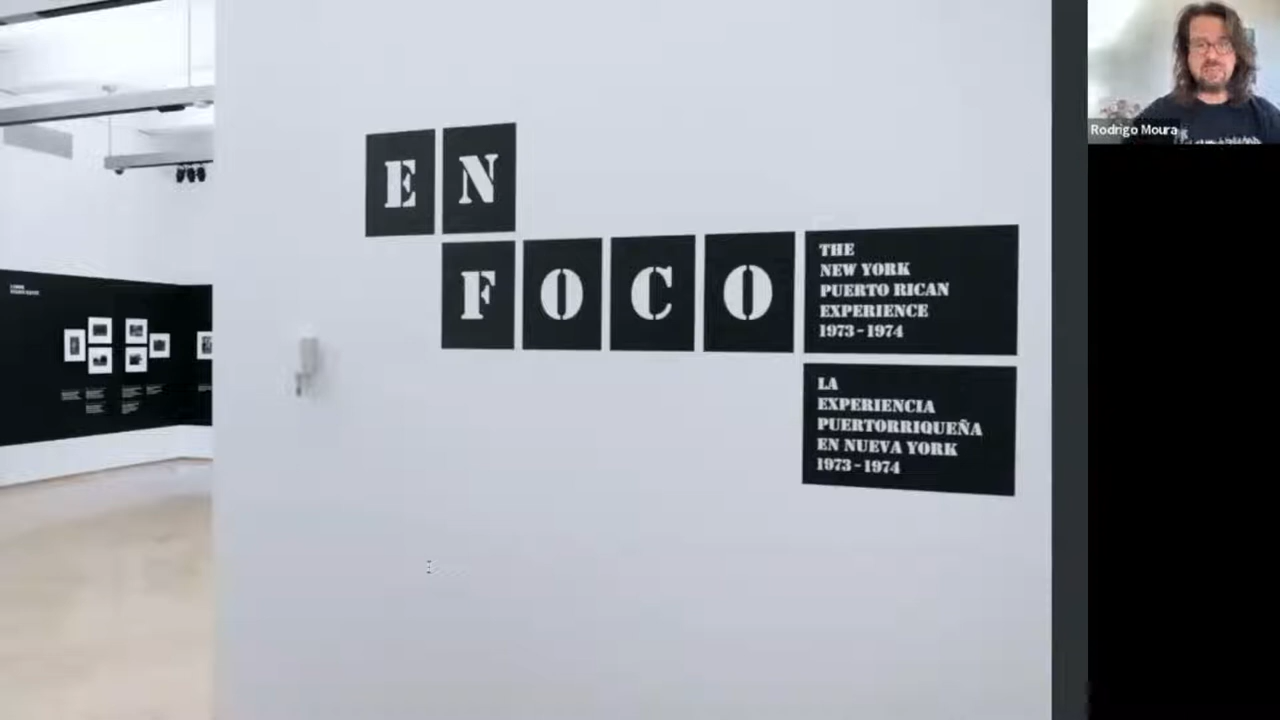 EN
FOCO
THE
NEW YORK
PUERTO RICAN
EXPERIENCE
1973-1974
LA
EXPERIENCIA
PUERTORRIQUEÑA
EN NUEVA YORK
1973-1974
Rodrigo Moura